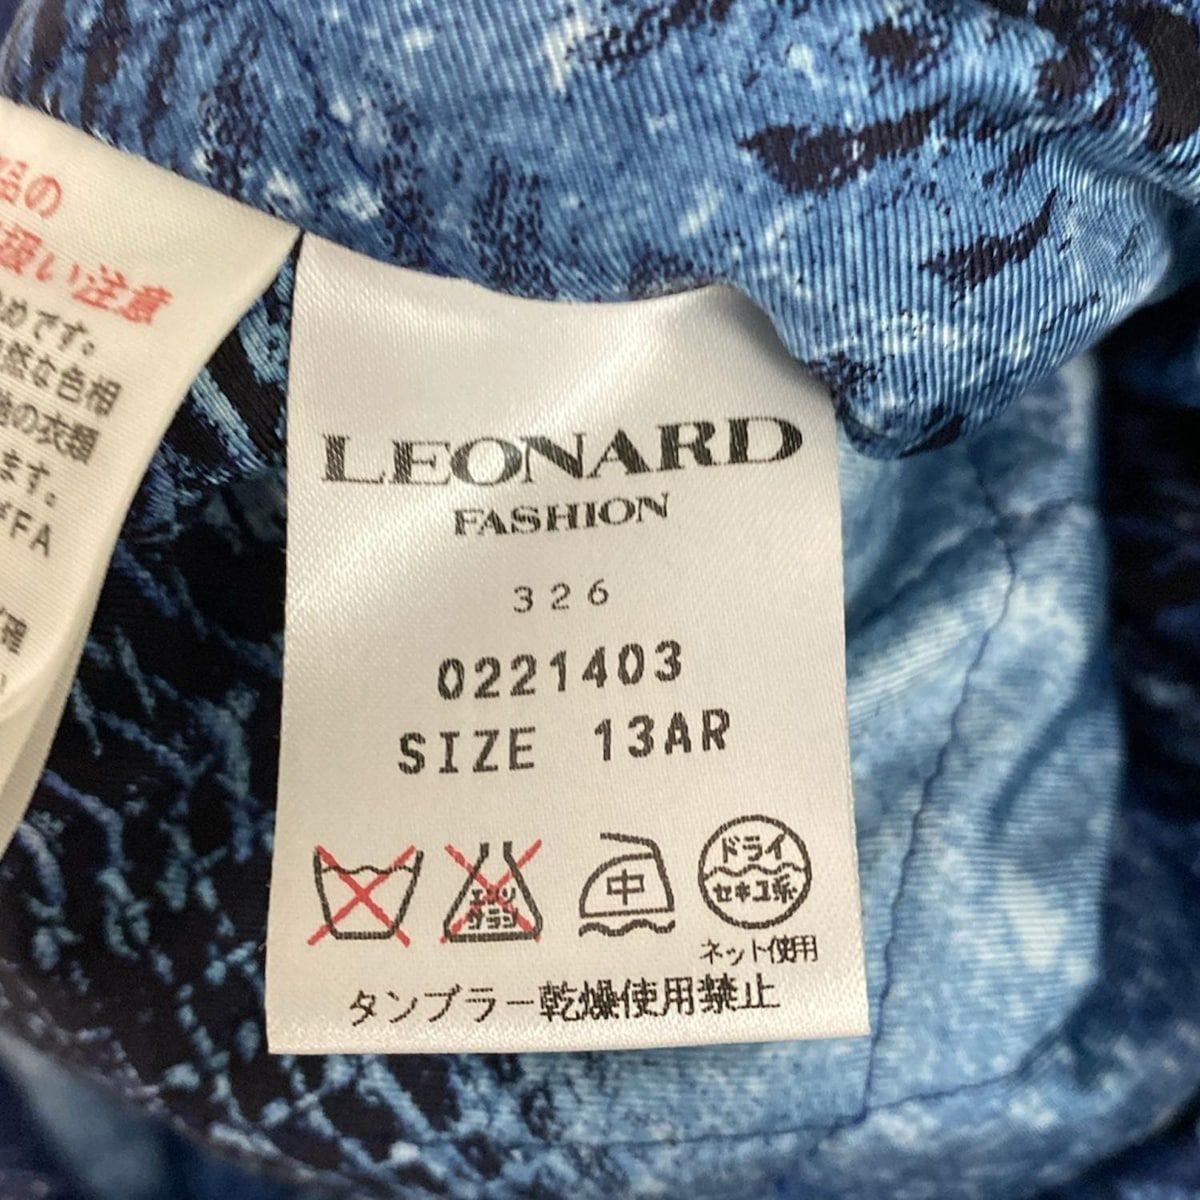 品の
扱い注意
めです。
然な色相
他の衣類
ます。
FA
確
LEONARD
FASHION
326
0221403
SIZE 13AR
エンソ
サラシ
中
ドライ
セキユ系
ネット使用
タンブラー乾燥使用禁止